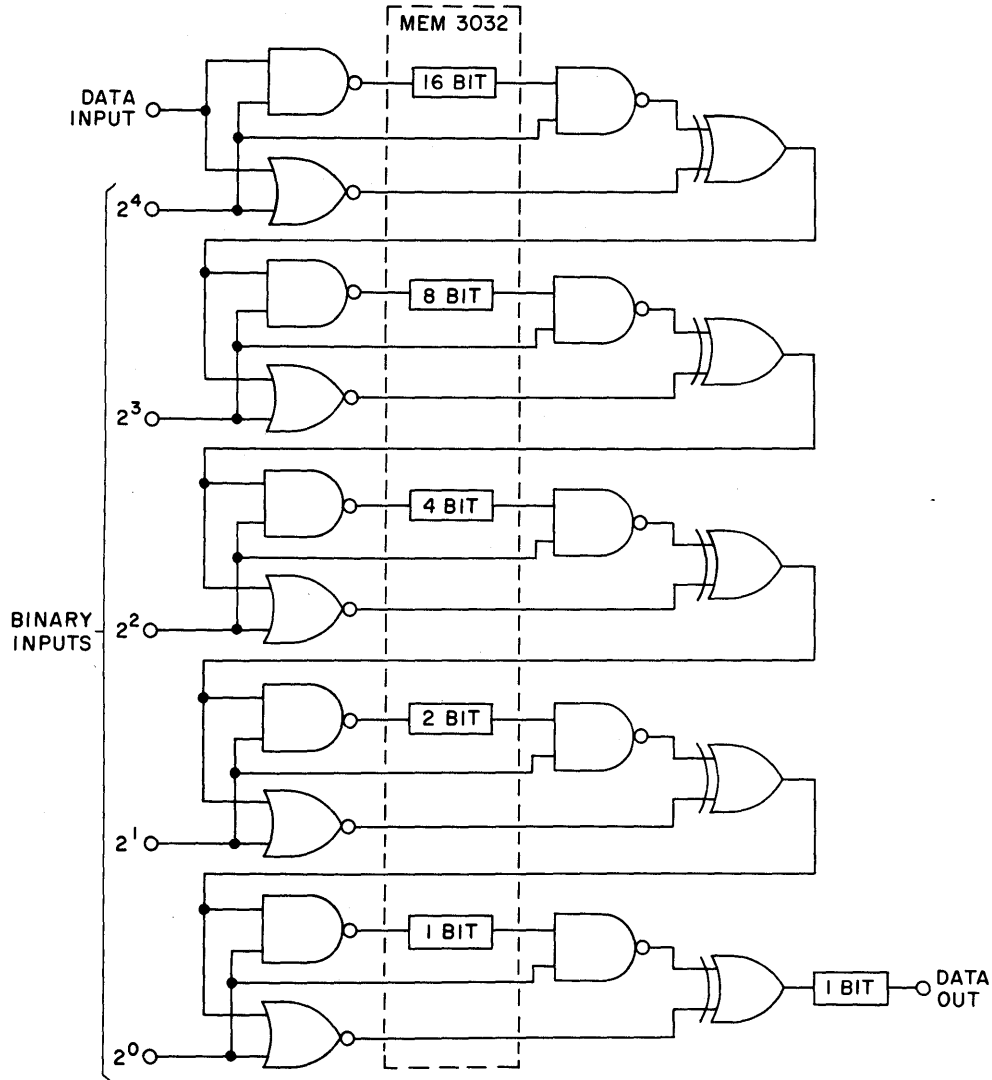 MEM 3032
16 BIT
DATA
INPUT
2⁴
8 BIT
2³
4 BIT
BINARY
INPUTS
2²
2 BIT
2¹
1 BIT
1 BIT
DATA
OUT
2⁰